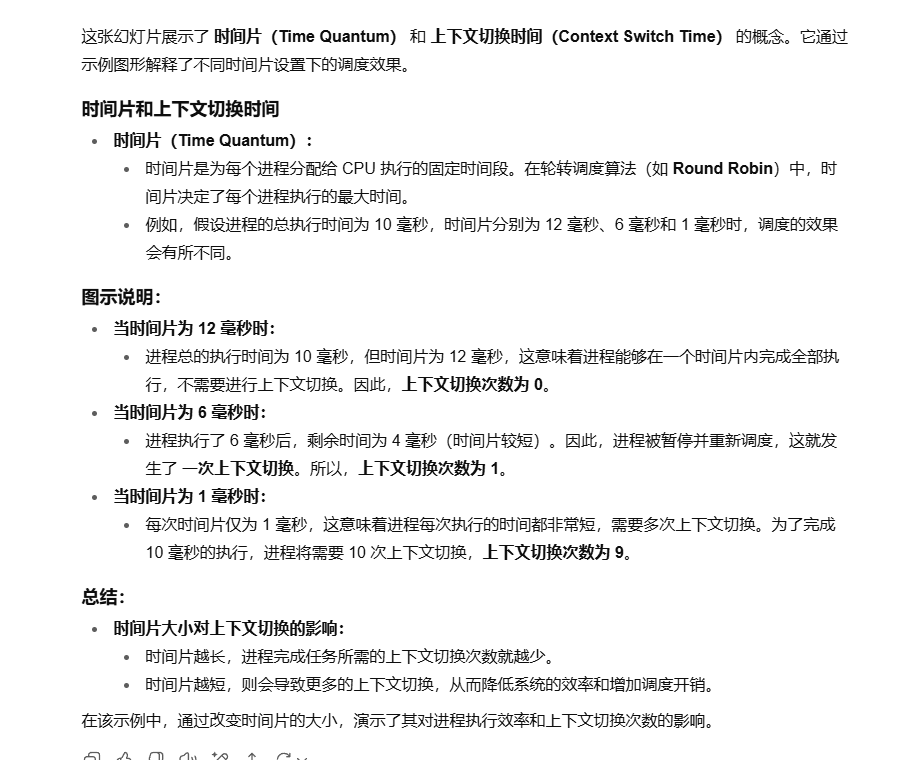 这张幻灯片展示了 时间片（Time Quantum） 和 上下文切换时间（Context Switch Time） 的概念。它通过
示例图形解释了不同时间片设置下的调度效果。
时间片和上下文切换时间
• 时间片（Time Quantum）：
• 时间片是为每个进程分配给 CPU 执行的固定时间段。在轮转调度算法（如 Round Robin）中，时
间片决定了每个进程执行的最大时间。
• 例如，假设进程的总执行时间为 10 毫秒，时间片分别为 12 毫秒、6 毫秒和 1 毫秒时，调度的效果
会有所不同。
图示说明：
• 当时间片为 12 毫秒时：
• 进程总的执行时间为 10 毫秒，但时间片为 12 毫秒，这意味着进程能够在一个时间片内完成全部执
行，不需要进行上下文切换。因此，上下文切换次数为 0。
• 当时间片为 6 毫秒时：
• 进程执行了 6 毫秒后，剩余时间为 4 毫秒（时间片较短）。因此，进程被暂停并重新调度，这就发
生了 一次上下文切换。所以，上下文切换次数为 1。
• 当时间片为 1 毫秒时：
• 每次时间片仅为 1 毫秒，这意味着进程每次执行的时间都非常短，需要多次上下文切换。为了完成
10 毫秒的执行，进程将需要 10 次上下文切换，上下文切换次数为 9。
总结：
• 时间片大小对上下文切换的影响：
• 时间片越长，进程完成任务所需的上下文切换次数就越少。
• 时间片越短，则会导致更多的上下文切换，从而降低系统的效率和增加调度开销。
在该示例中，通过改变时间片的大小，演示了其对进程执行效率和上下文切换次数的影响。